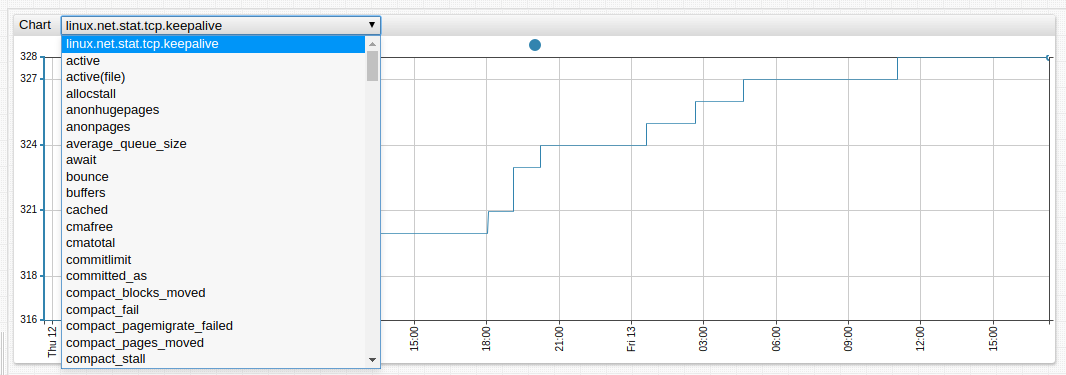 Chart linux.net.stat.tcp.keepalive
linux.net.stat.tcp.keepalive
active
active(file)
allocstall
anonhugepages
anonpages
average_queue_size
await
bounce
buffers
cached
cmafree
cmatotal
commitlimit
committed_as
compact_blocks_moved
compact_fail
compact_pagemigrate_failed
compact_pages_moved
compact_stall
328
327
324
321
318
316
Thu 12
15:00
18:00
21:00
Fri 13
03:00
06:00
09:00
12:00
15:00